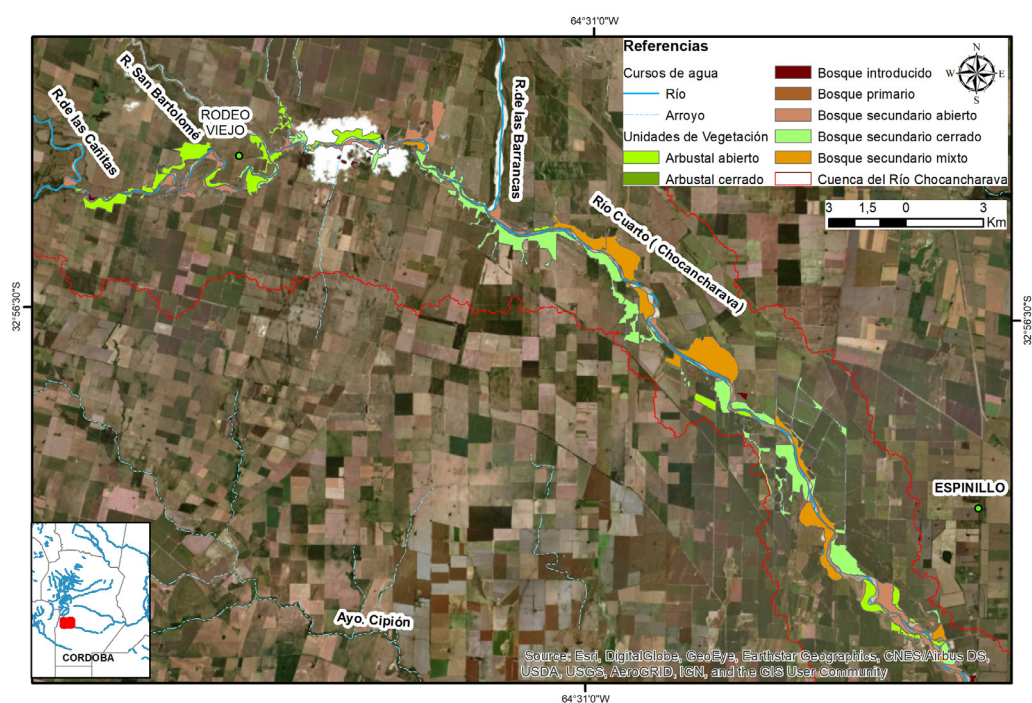 64°31'0"W
Referencias
Cursos de agua
Río
Arroyo
Unidades de Vegetación
Arbustal abierto
Arbustal cerrado
Bosque introducido
Bosque primario
Bosque secundario abierto
Bosque secundario cerrado
Bosque secundario mixto
Cuenca del Río Chocancharava
N
W
E
S
3 1,5 0 3
Km
R.de las Cañitas
R. San Bartolomé
RODEO
VIEJO
R.de las Barrancas
Río Cuarto ( Chocancharava)
32°56'30"S
32°56'30"S
ESPINILLO
Ayo. Cipión
CORDOBA
Source: Esri, DigitalGlobe, GeoEye, Earthstar Geographics, CNES/Airbus DS,
USDA, USGS, AeroGRID, IGN, and the GIS User Community
64°31'0"W